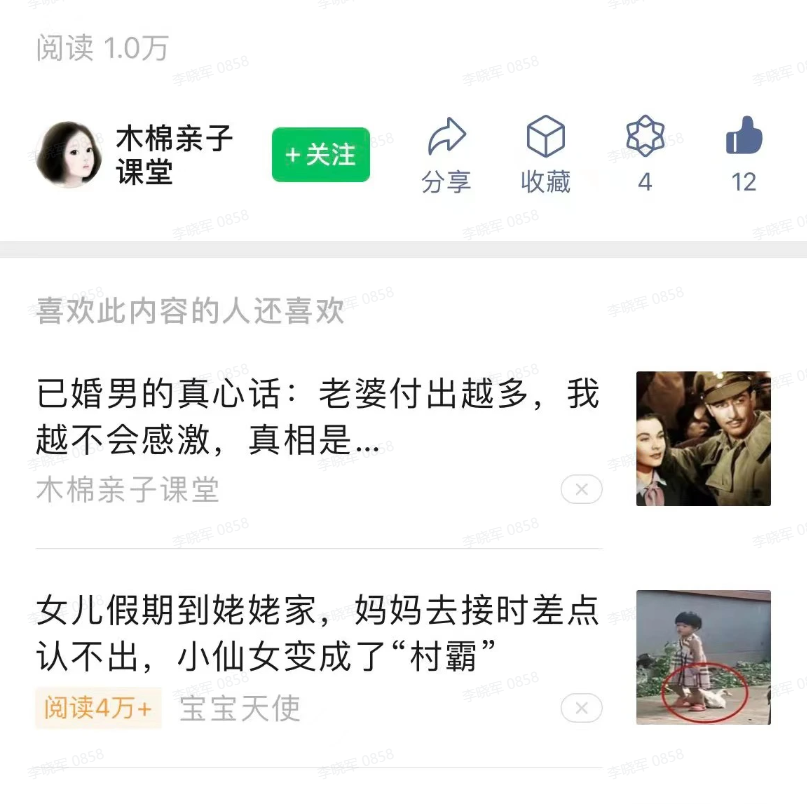 阅读 1.0万
木棉亲子
课堂
+ 关注
分享
收藏
4
12
喜欢此内容的人还喜欢
已婚男的真心话：老婆付出越多，我
越不会感激，真相是...
木棉亲子课堂
女儿假期到姥姥家，妈妈去接时差点
认不出，小仙女变成了“村霸”
阅读4万+ 宝宝天使
李晓军 0858